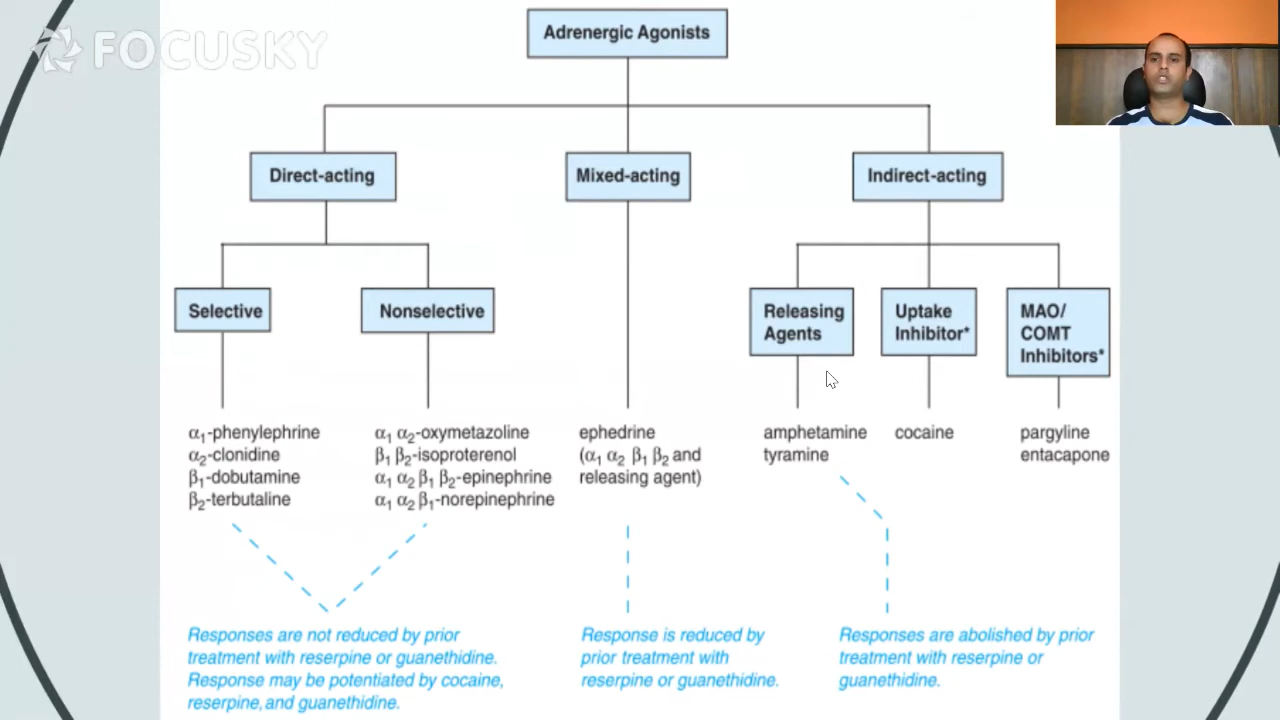 FOCUSKY
Adrenergic Agonists
Direct-acting
Mixed-acting
Indirect-acting
Selective
Nonselective
Releasing
Agents
Uptake
Inhibitor*
MAO/
COMT
Inhibitors*
α₁-phenylephrine
α₂-clonidine
β₁-dobutamine
β₂-terbutaline
α₁ α₂-oxymetazoline
β₁ β₂-isoproterenol
α₁ α₂ β₁ β₂-epinephrine
α₁ α₂ β₁-norepinephrine
ephedrine
(α₁ α₂ β₁ β₂ and
releasing agent)
amphetamine
tyramine
cocaine
pargyline
entacapone
Responses are not reduced by prior
treatment with reserpine or guanethidine.
Response may be potentiated by cocaine,
reserpine, and guanethidine.
Response is reduced by
prior treatment with
reserpine or guanethidine.
Responses are abolished by prior
treatment with reserpine or
guanethidine.